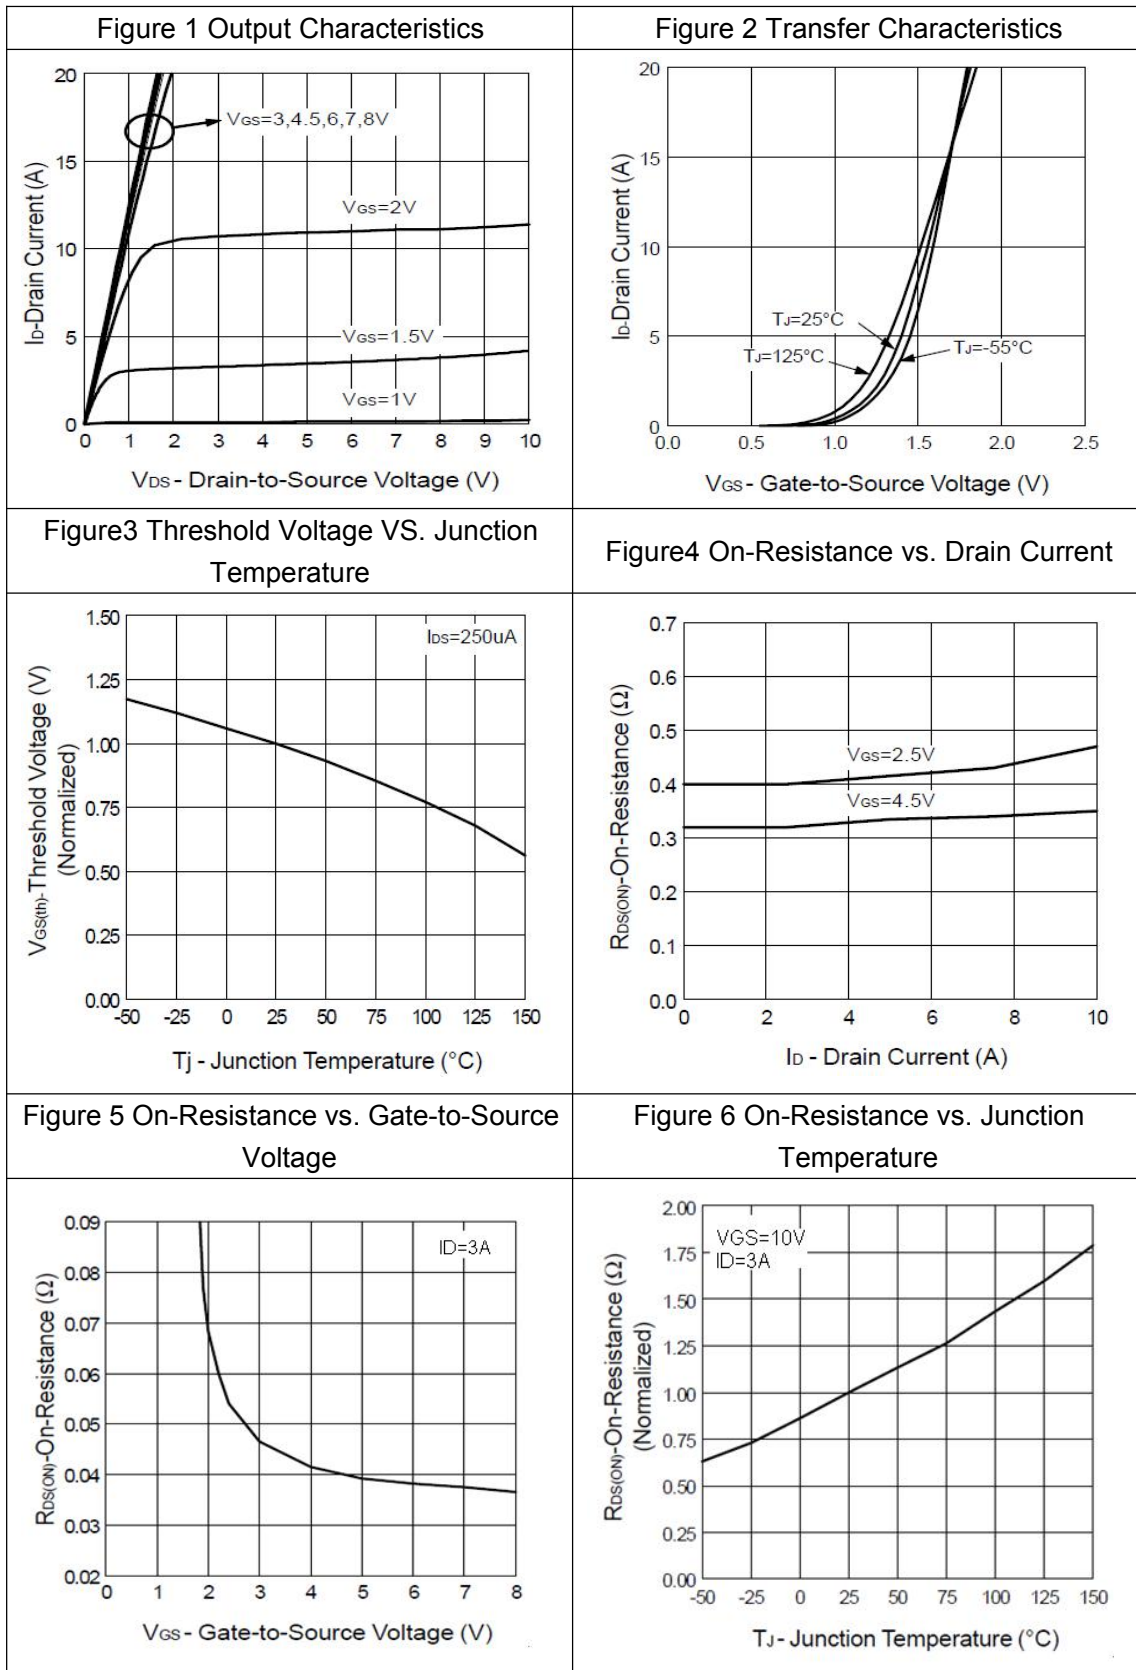 Figure 1 Output Characteristics
Figure 2 Transfer Characteristics
20
15
10
5
0
0 1 2 3 4 5 6 7 8 9 10
VGS=3,4.5,6,7,8V
VGS=2V
VGS=1.5V
VGS=1V
ID-Drain Current (A)
VDS - Drain-to-Source Voltage (V)
20
15
10
5
0
0.0 0.5 1.0 1.5 2.0 2.5
TJ=25°C
TJ=125°C
TJ=-55°C
ID-Drain Current (A)
VGS - Gate-to-Source Voltage (V)
Figure3 Threshold Voltage VS. Junction
Temperature
Figure4 On-Resistance vs. Drain Current
1.50
1.25
1.00
0.75
0.50
0.25
0.00
-50 -25 0 25 50 75 100 125 150
IDS=250uA
VGS(th)-Threshold Voltage (V)
(Normalized)
Tj - Junction Temperature (°C)
0.7
0.6
0.5
0.4
0.3
0.2
0.1
0.0
0 2 4 6 8 10
VGS=2.5V
VGS=4.5V
RDS(ON)-On-Resistance (Ω)
ID - Drain Current (A)
Figure 5 On-Resistance vs. Gate-to-Source
Voltage
Figure 6 On-Resistance vs. Junction
Temperature
0.09
0.08
0.07
0.06
0.05
0.04
0.03
0.02
0 1 2 3 4 5 6 7 8
ID=3A
RDS(ON)-On-Resistance (Ω)
VGS - Gate-to-Source Voltage (V)
2.00
1.75
1.50
1.25
1.00
0.75
0.50
0.25
0.00
-50 -25 0 25 50 75 100 125 150
VGS=10V
ID=3A
RDS(ON)-On-Resistance (Ω)
(Normalized)
TJ - Junction Temperature (°C)